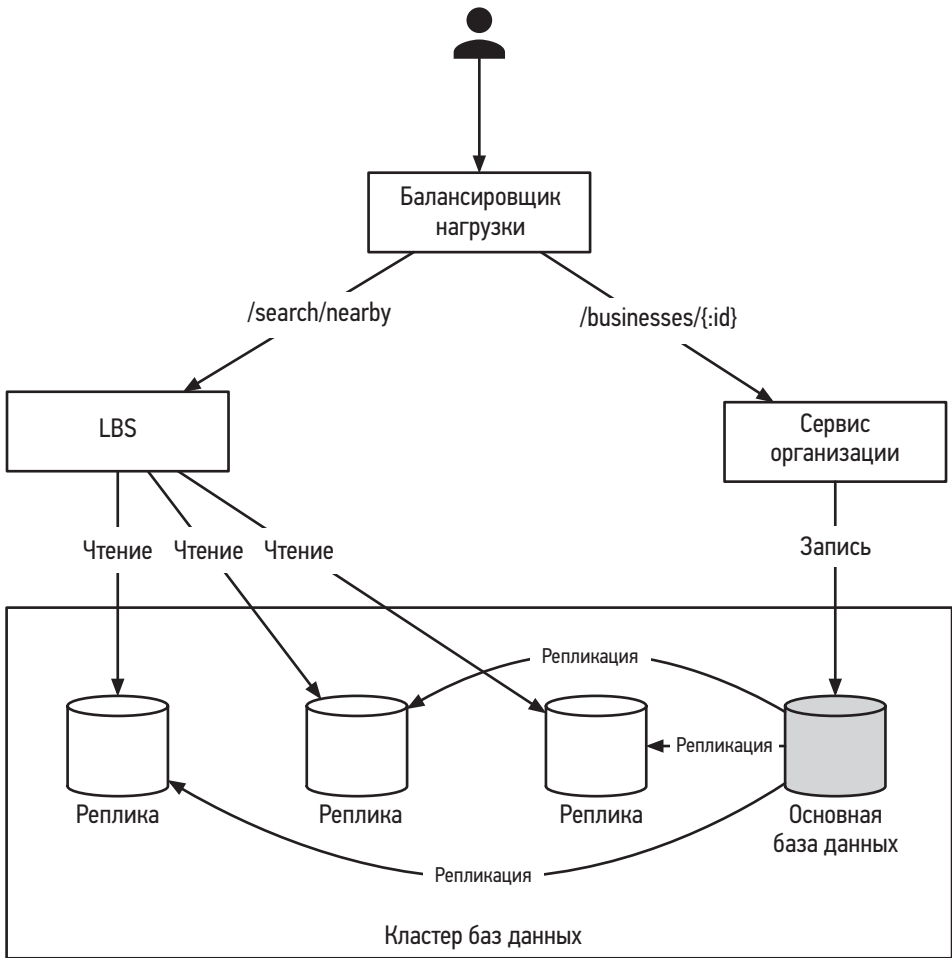 Балансировщик
нагрузки
/search/nearby
/businesses/{:id}
LBS
Сервис
организации
Чтение
Чтение
Чтение
Запись
Репликация
Репликация
Реплика
Реплика
Реплика
Основная
база данных
Репликация
Кластер баз данных